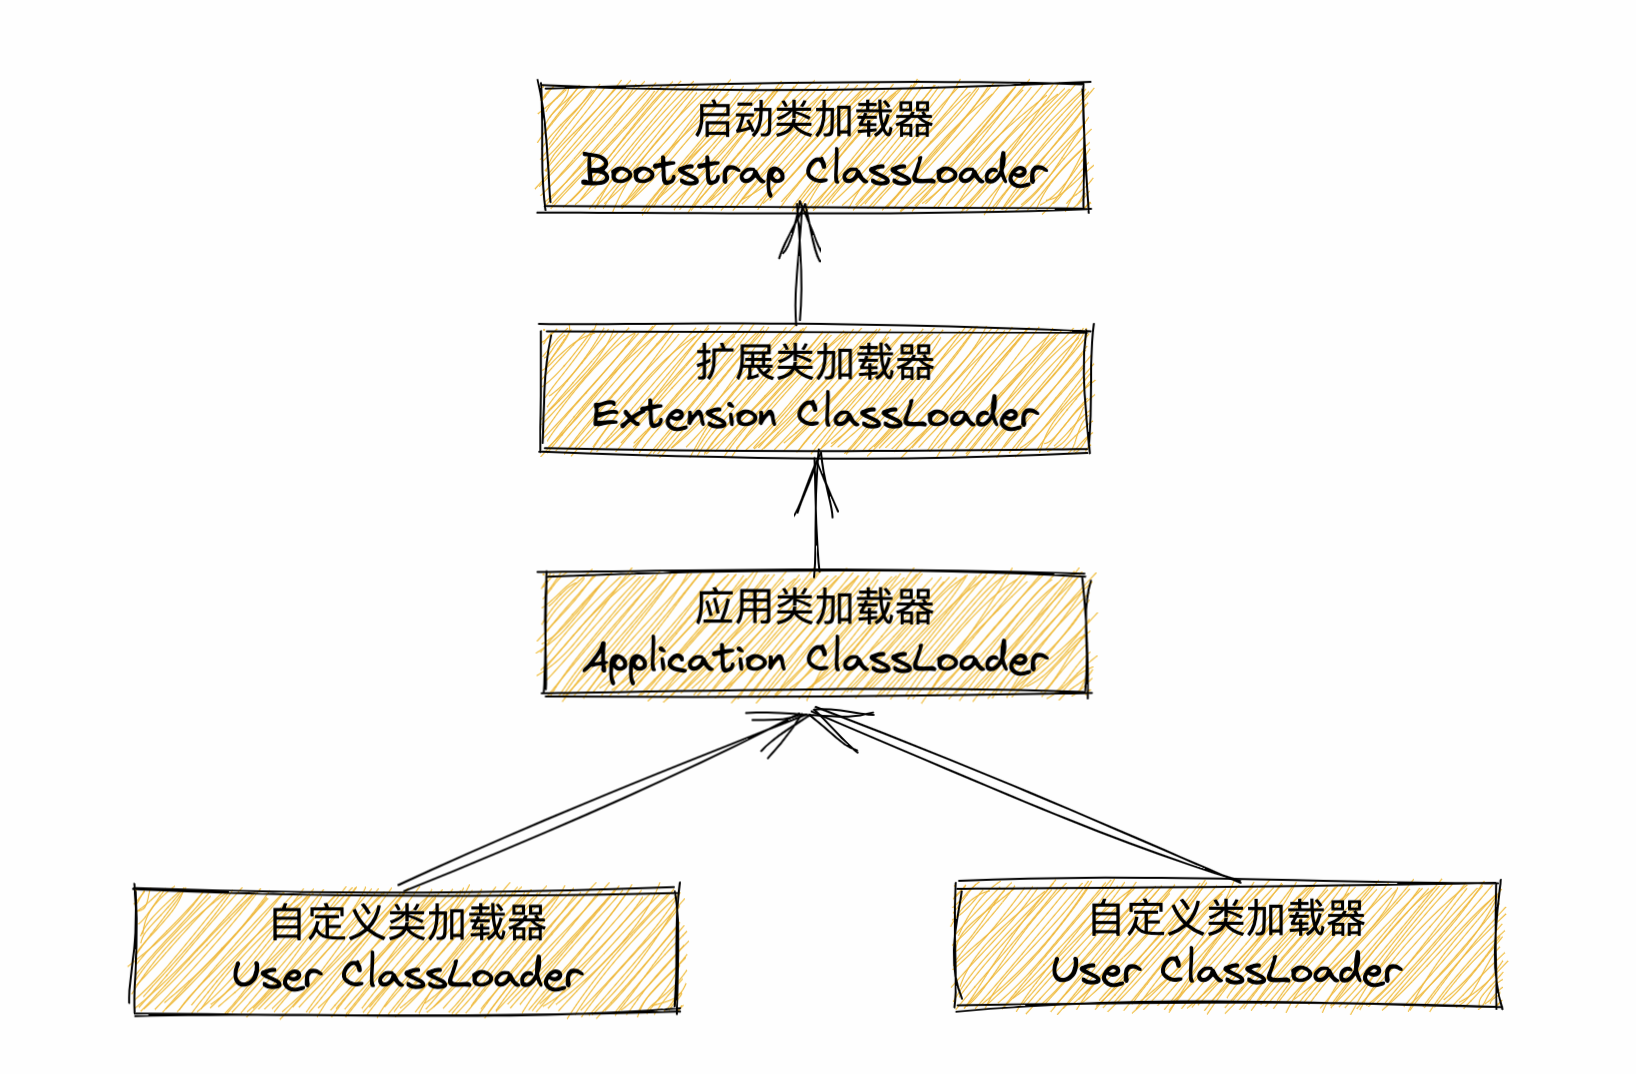 启动类加载器
Bootstrap ClassLoader
扩展类加载器
Extension ClassLoader
应用类加载器
Application ClassLoader
自定义类加载器
User ClassLoader
自定义类加载器
User ClassLoader